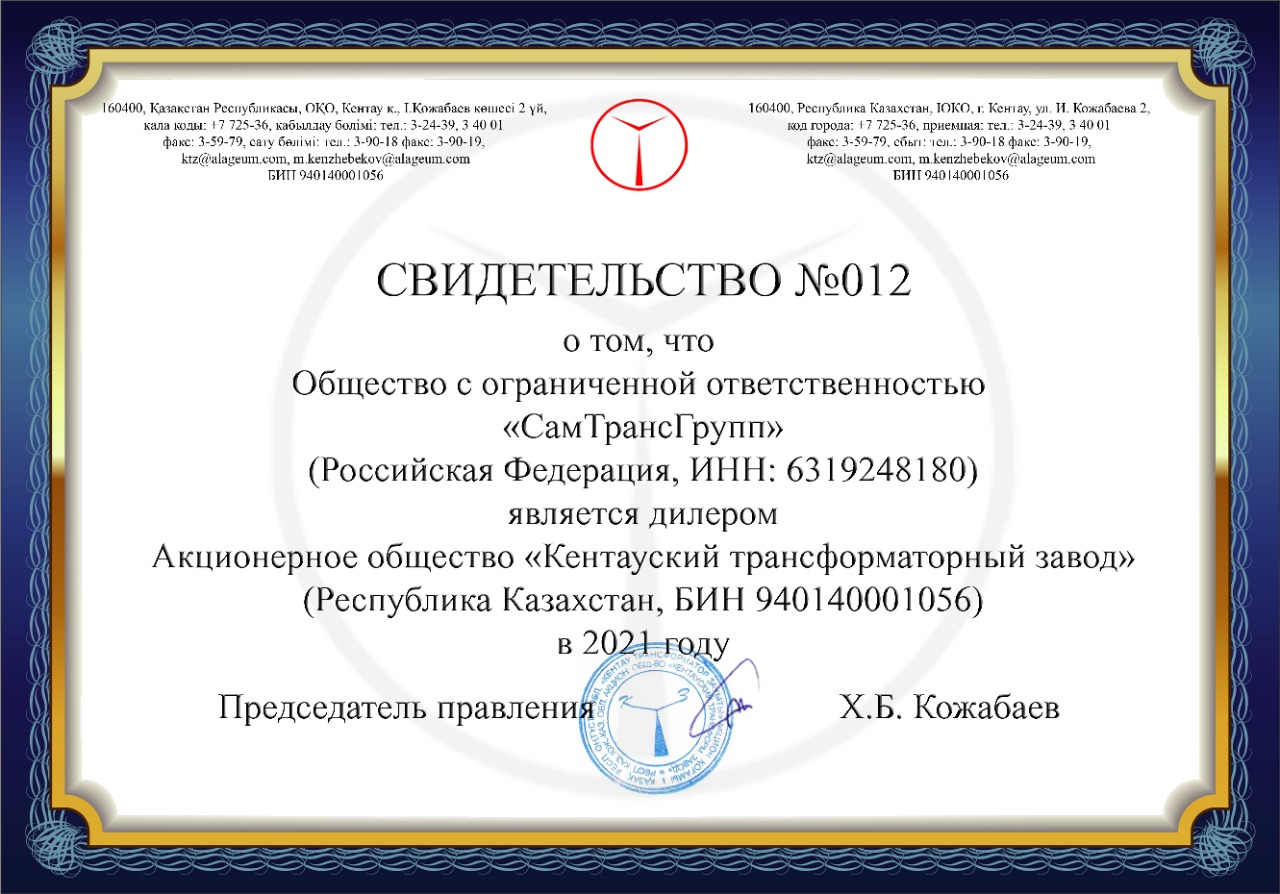 160400, Қазақстан Республикасы, ОҚО, Кентау қ., І.Қожабаев көшесі 2 үй,
қала коды: +7 725-36, қабылдау бөлімі: тел.: 3-24-39, 3 40 01
факс: 3-59-79, сату бөлімі: тел.: 3-90-18 факс: 3-90-19,
ktz@alageum.com, m.kenzhebekov@alageum.com
БИН 940140001056
160400, Республика Казахстан, ЮКО, г. Кентау, ул. И. Кожабаева 2,
код города: +7 725-36, приемная: тел.: 3-24-39, 3 40 01
факс: 3-59-79, сбыт: тел.: 3-90-18 факс: 3-90-19,
ktz@alageum.com, m.kenzhebekov@alageum.com
БИН 940140001056
СВИДЕТЕЛЬСТВО №012
о том, что
Общество с ограниченной ответственностью
«СамТрансГрупп»
(Российская Федерация, ИНН: 6319248180)
является дилером
Акционерное общество «Кентауский трансформаторный завод»
(Республика Казахстан, БИН 940140001056)
в 2021 году
Председатель правления
Х.Б. Кожабаев